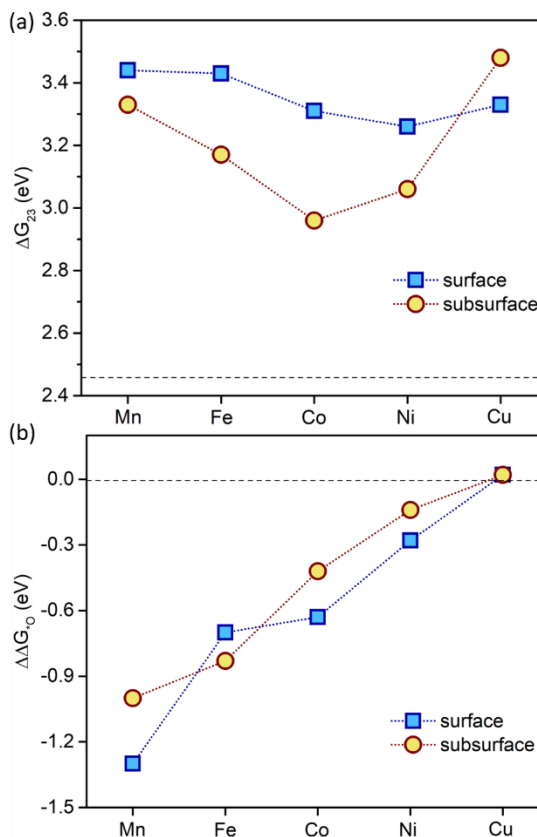 (a)
3.6
3.4
3.2
3.0
2.8
2.6
2.4
ΔG₂₃ (eV)
surface
subsurface
Mn Fe Co Ni Cu
(b)
0.0
-0.3
-0.6
-0.9
-1.2
-1.5
ΔΔG*O (eV)
surface
subsurface
Mn Fe Co Ni Cu